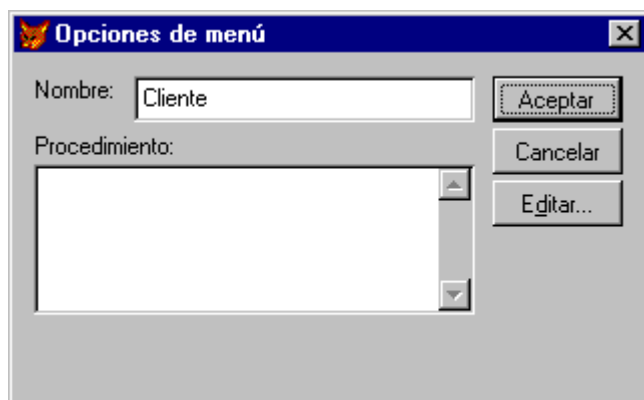 Opciones de menú
Nombre: Cliente
Aceptar
Procedimiento:
Cancelar
Editar...